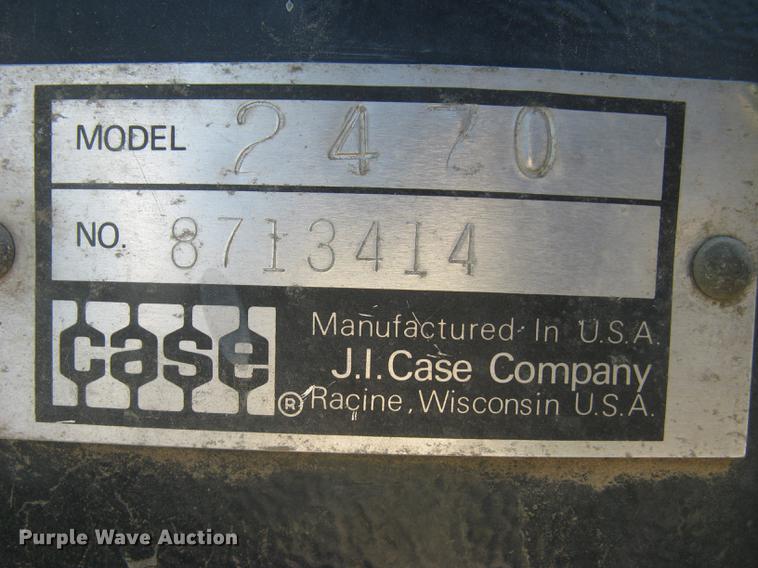 MODEL 2470
NO. 8713414
case
Manufactured In U.S.A.
J.I. Case Company
® Racine, Wisconsin U.S.A.
Purple Wave Auction